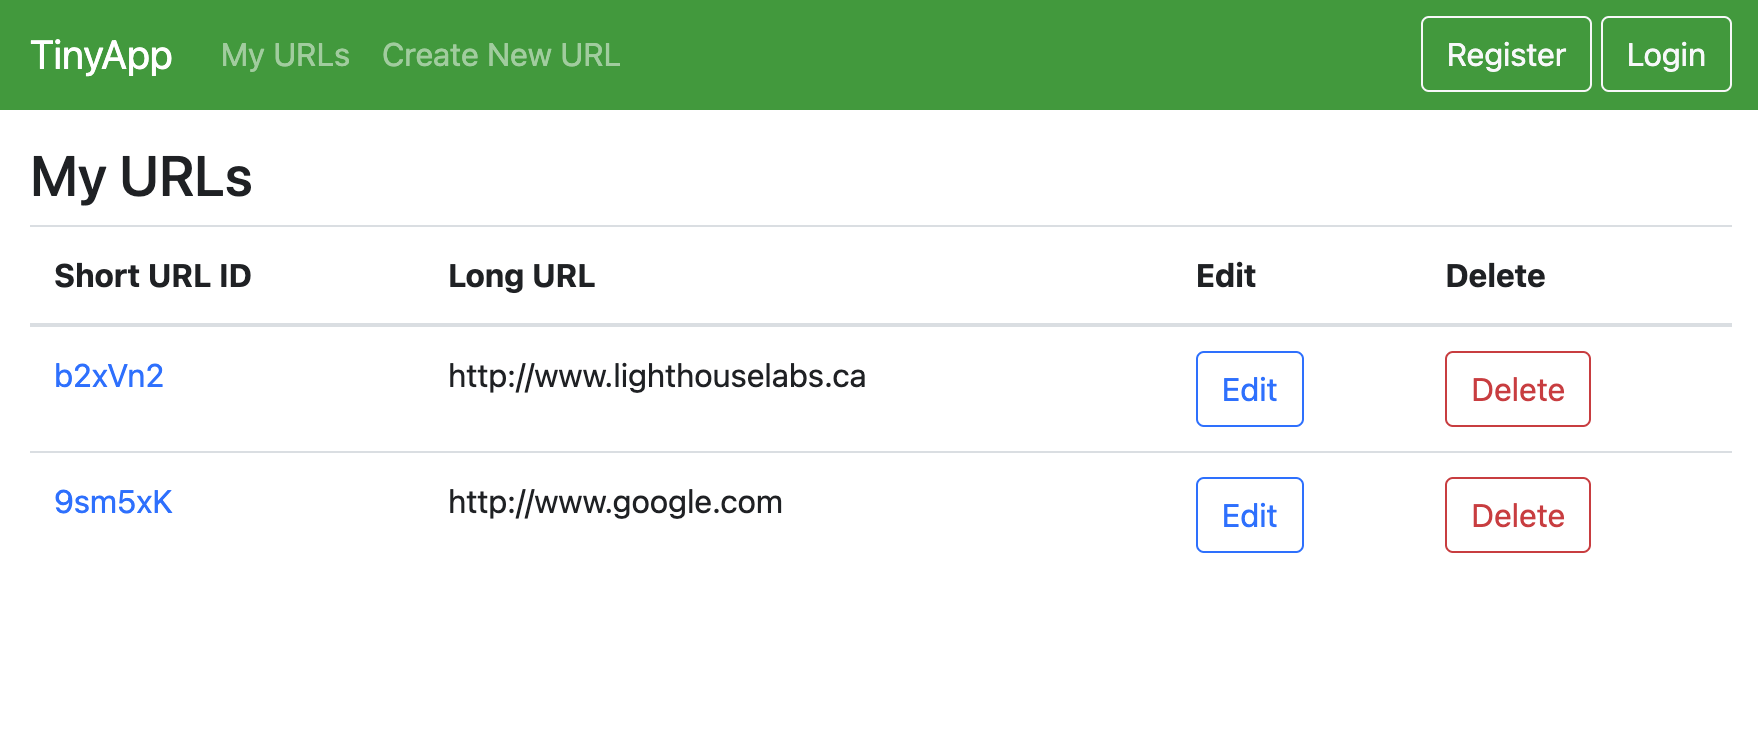 TinyApp My URLs Create New URL Register Login
My URLs
Short URL ID Long URL Edit Delete
b2xVn2 http://www.lighthouselabs.ca Edit Delete
9sm5xK http://www.google.com Edit Delete